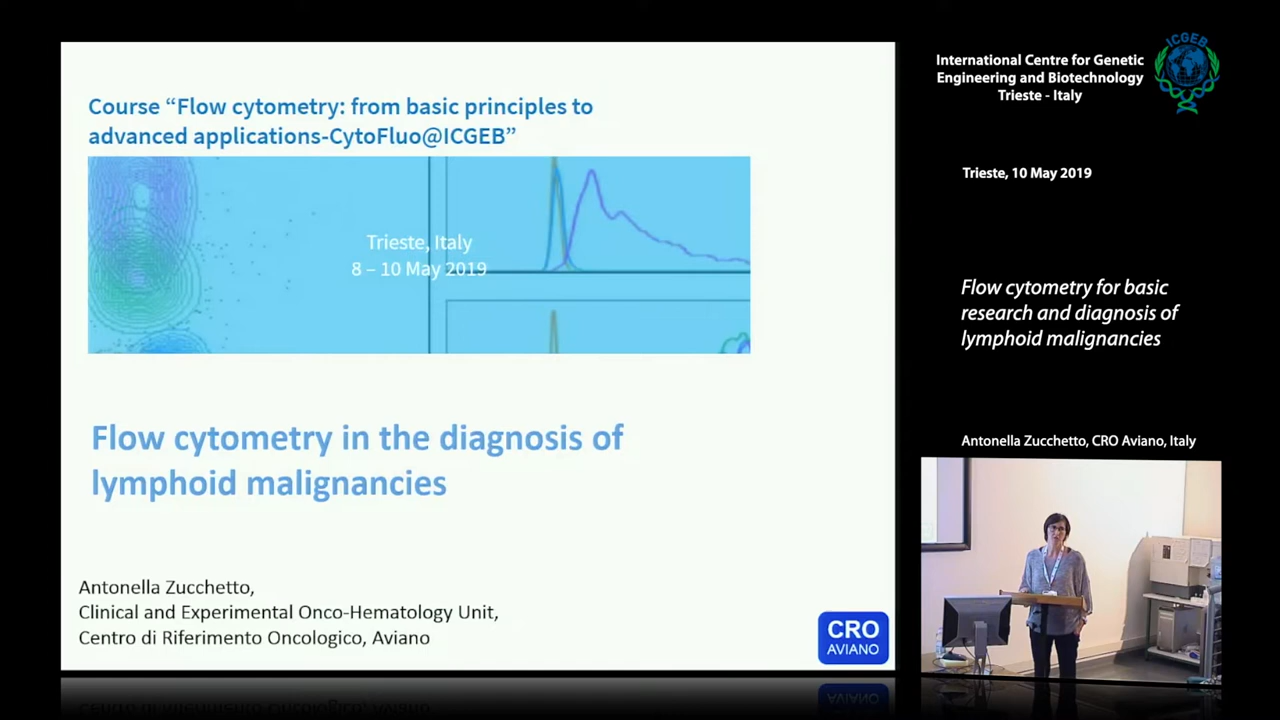 Course “Flow cytometry: from basic principles to
advanced applications-CytoFluo@ICGEB”
Trieste, Italy
8 – 10 May 2019
Flow cytometry in the diagnosis of
lymphoid malignancies
Antonella Zucchetto,
Clinical and Experimental Onco-Hematology Unit,
Centro di Riferimento Oncologico, Aviano
CRO
AVIANO
International Centre for Genetic
Engineering and Biotechnology
Trieste - Italy
ICGEB
Trieste, 10 May 2019
Flow cytometry for basic
research and diagnosis of
lymphoid malignancies
Antonella Zucchetto, CRO Aviano, Italy